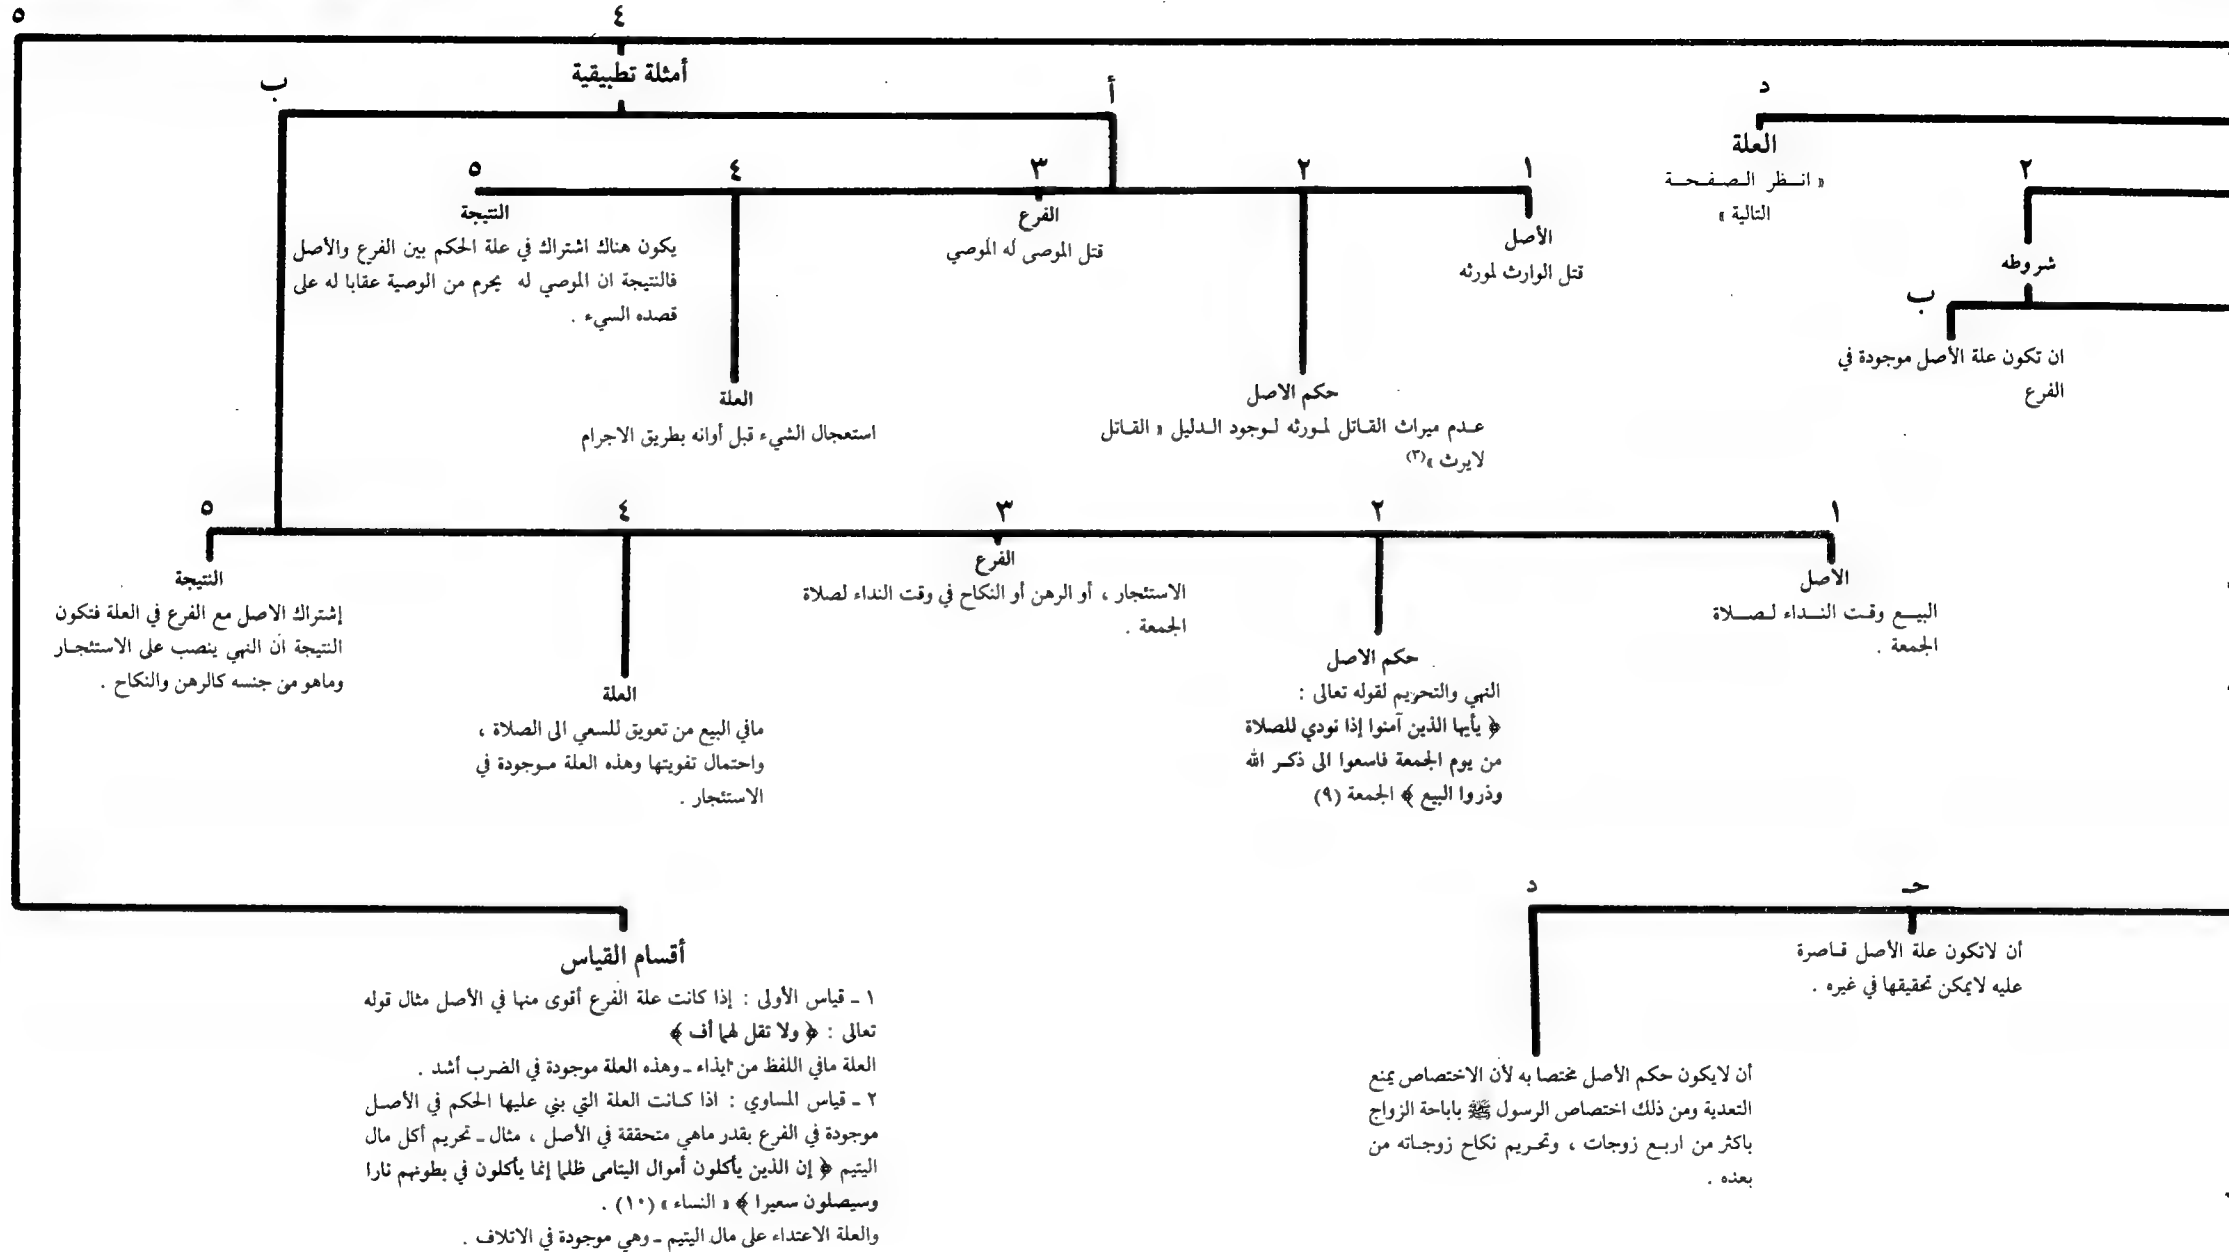 ٤
٥
أمثلة تطبيقية
أ
ب
د
العلة
« انـظر الـصـفـحـة
التالية »
٢
شروطه
ب
ان تكون علة الأصل موجودة في
الفرع
١
الأصل
قتل الوارث لمورثه
٢
حكم الاصل
عـدم ميراث القـاتل لمـورثه لـوجود الـدليل « القـاتل
لايرث »(٣)
٣
الفرع
قتل الموصى له الموصي
٤
العلة
استعجال الشيء قبل أوانه بطريق الاجرام
٥
النتيجة
يكون هناك اشتراك في علة الحكم بين الفرع والأصل
فالنتيجة ان الموصي له يحرم من الوصية عقابا له على
قصده السيء .
١
الاصل
البيـع وقـت النـداء لـصـلاة
الجمعة .
٢
حكم الاصل
النهي والتحريم لقوله تعالى :
﴿ يأيها الذين آمنوا إذا نودي للصلاة
من يوم الجمعة فاسعوا الى ذكـر الله
وذروا البيع ﴾ الجمعة (٩)
٣
الفرع
الاستئجار ، أو الرهن أو النكاح في وقت النداء لصلاة
الجمعة .
٤
العلة
مافي البيع من تعويق للسعي الى الصلاة ،
واحتمال تفويتها وهذه العلة مـوجودة في
الاستئجار .
٥
النتيجة
إشتراك الاصل مع الفرع في العلة فتكون
النتيجة أن النهي ينصب على الاستئجـار
وماهو من جنسه كالرهن والنكاح .
حـ
أن لاتكون علة الأصل قـاصرة
عليه لايمكن تحقيقها في غيره .
د
أن لايكون حكم الأصل مختصا به لأن الاختصاص يمنع
التعدية ومن ذلك اختصاص الرسول ﷺ باباحة الزواج
باكثر من اربـع زوجات ، وتحـريم نكاح زوجـاته من
بعده .
أقسام القياس
١ ـ قياس الأولى : إذا كانت علة الفرع أقوى منها في الأصل مثال قوله
تعالى : ﴿ ولا تقل لهما أف ﴾
العلة مافي اللفظ من ايذاء ـ وهذه العلة موجودة في الضرب أشد .
٢ ـ قياس المساوي : اذا كـانت العلة التي بني عليها الحكم في الأصـل
موجودة في الفرع بقدر ماهي متحققة في الأصل ، مثال ـ تحريم أكل مال
اليتيم ﴿ إن الذين يأكلون أموال اليتامى ظلما إنما يأكلون في بطونهم نارا
وسيصلون سعيرا ﴾ « النساء » (١٠) .
والعلة الاعتداء على مال اليتيم ـ وهي موجودة في الاتلاف .